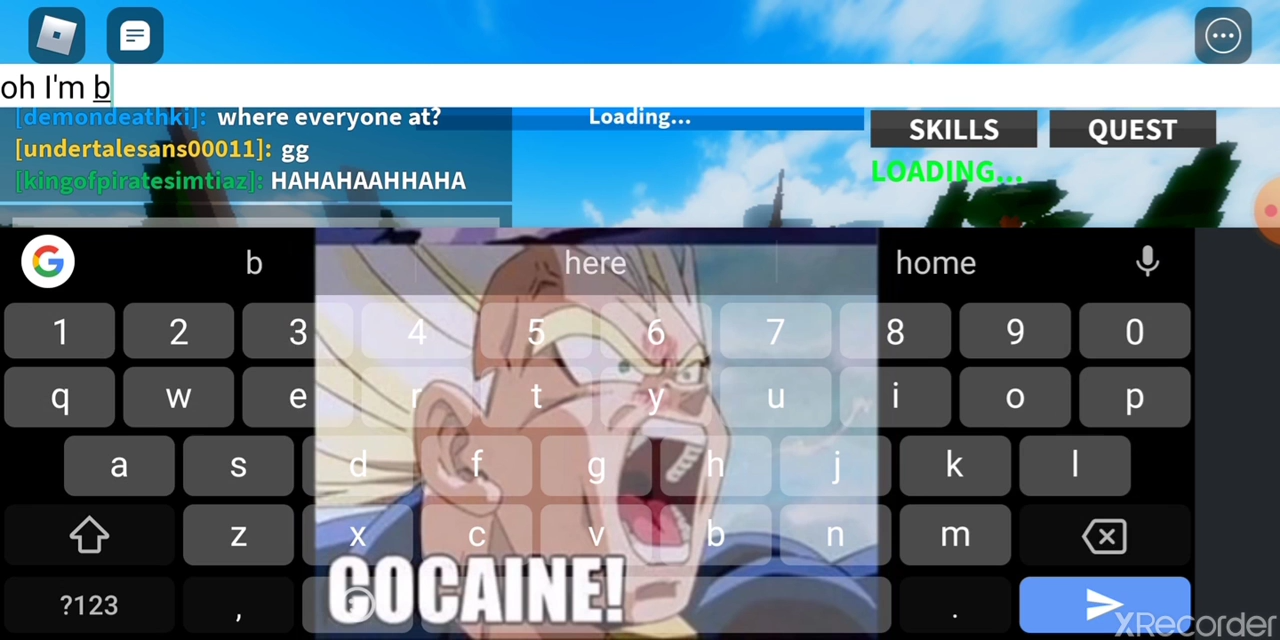 oh I'm b
[demondeathki]: where everyone at?
[undertalesans00011]: gg
[kingofpiratesimtiaz]: HAHAHAAHHAHA
Loading...
SKILLS QUEST
LOADING...
b here home
1 2 3 4 5 6 7 8 9 0
q w e r t y u i o p
a s d f g h j k l
z x c v b n m
COCAINE!
?123 , .
XRecorder